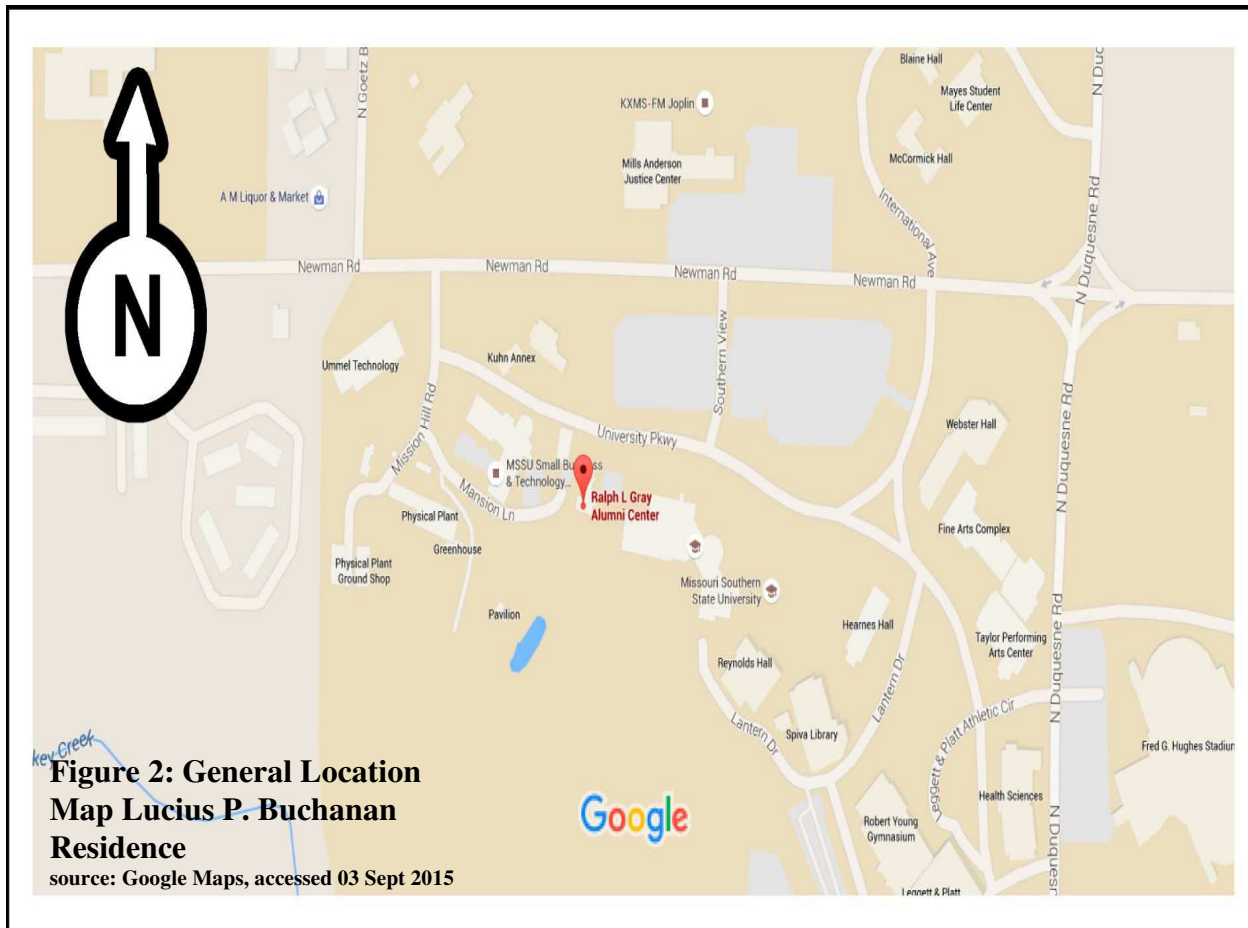 Blaine Hall
N Goetz B
N Duc
Mayes Student
Life Center
KXMS-FM Joplin
McCormick Hall
Mills Anderson
Justice Center
A M Liquor & Market
International Ave
N Duquesne Rd
N
Newman Rd
Newman Rd
Newman Rd
Newman Rd
Southern View
Kuhn Annex
Ummel Technology
University Pkwy
Webster Hall
Mission Hill Rd
N Duquesne Rd
MSSU Small Bu ss
& Technology...
Mansion Ln
Ralph L Gray
Alumni Center
Physical Plant
Fine Arts Complex
Greenhouse
Physical Plant
Ground Shop
Missouri Southern
State University
Pavilion
Hearnes Hall
Taylor Performing
Arts Center
N Duquesne Rd
Reynolds Hall
Lantern Dr
Lantern Dr
Spiva Library
Leggett & Platt Athletic Cir
Fred G. Hughes Stadiur
key Creek
Figure 2: General Location
Map Lucius P. Buchanan
Residence
source: Google Maps, accessed 03 Sept 2015
Google
Health Sciences
Robert Young
Gymnasium
N Duquesn
Leggett & Platt